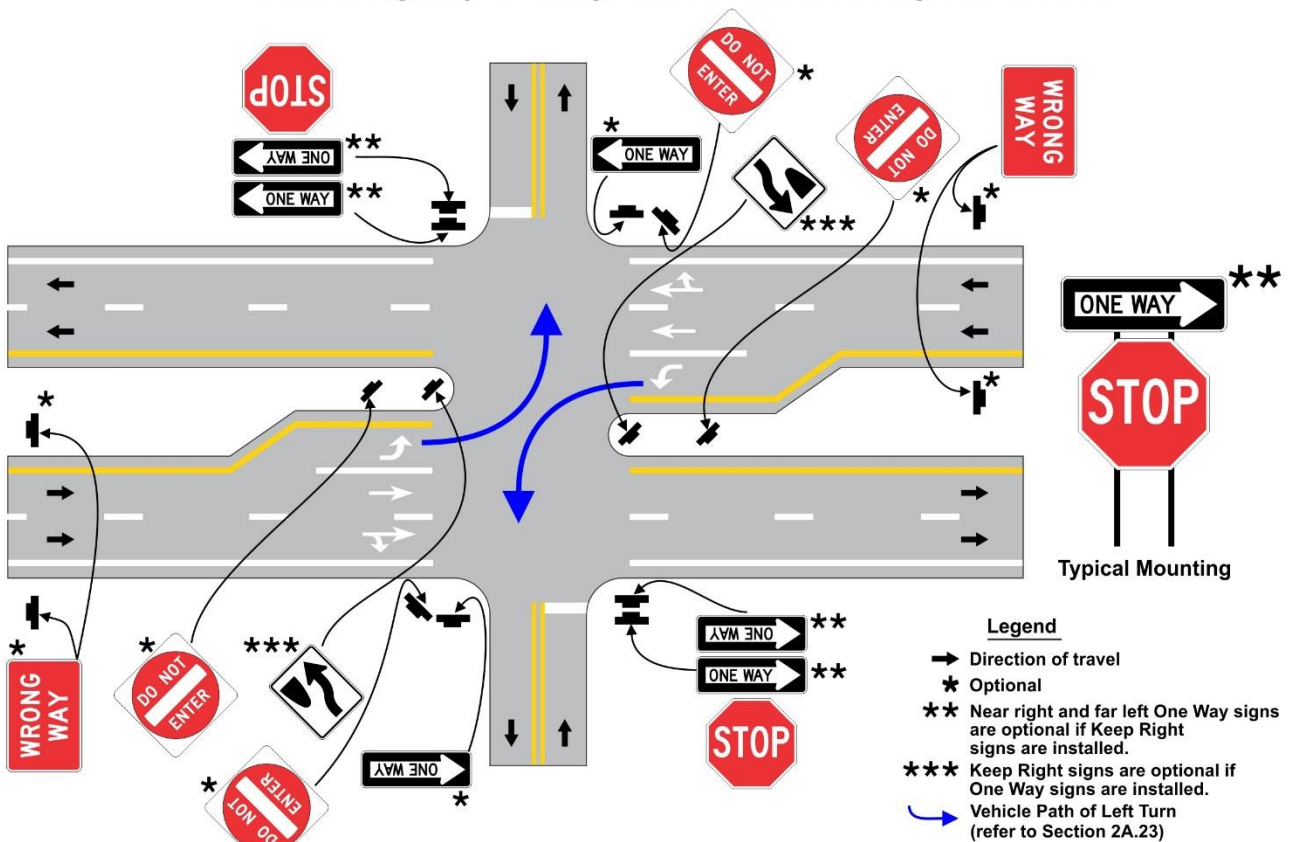 STOP
ONE WAY **
ONE WAY **
*
ONE WAY
DO NOT
ENTER
*
***
DO NOT
ENTER
*
WRONG
WAY
*
*
ONE WAY **
STOP
Typical Mounting
*
*
WRONG
WAY
*
DO NOT
ENTER
***
*
DO NOT
ENTER
ONE WAY
*
ONE WAY **
ONE WAY **
STOP
Legend
Direction of travel
* Optional
** Near right and far left One Way signs
are optional if Keep Right
signs are installed.
*** Keep Right signs are optional if
One Way signs are installed.
Vehicle Path of Left Turn
(refer to Section 2A.23)